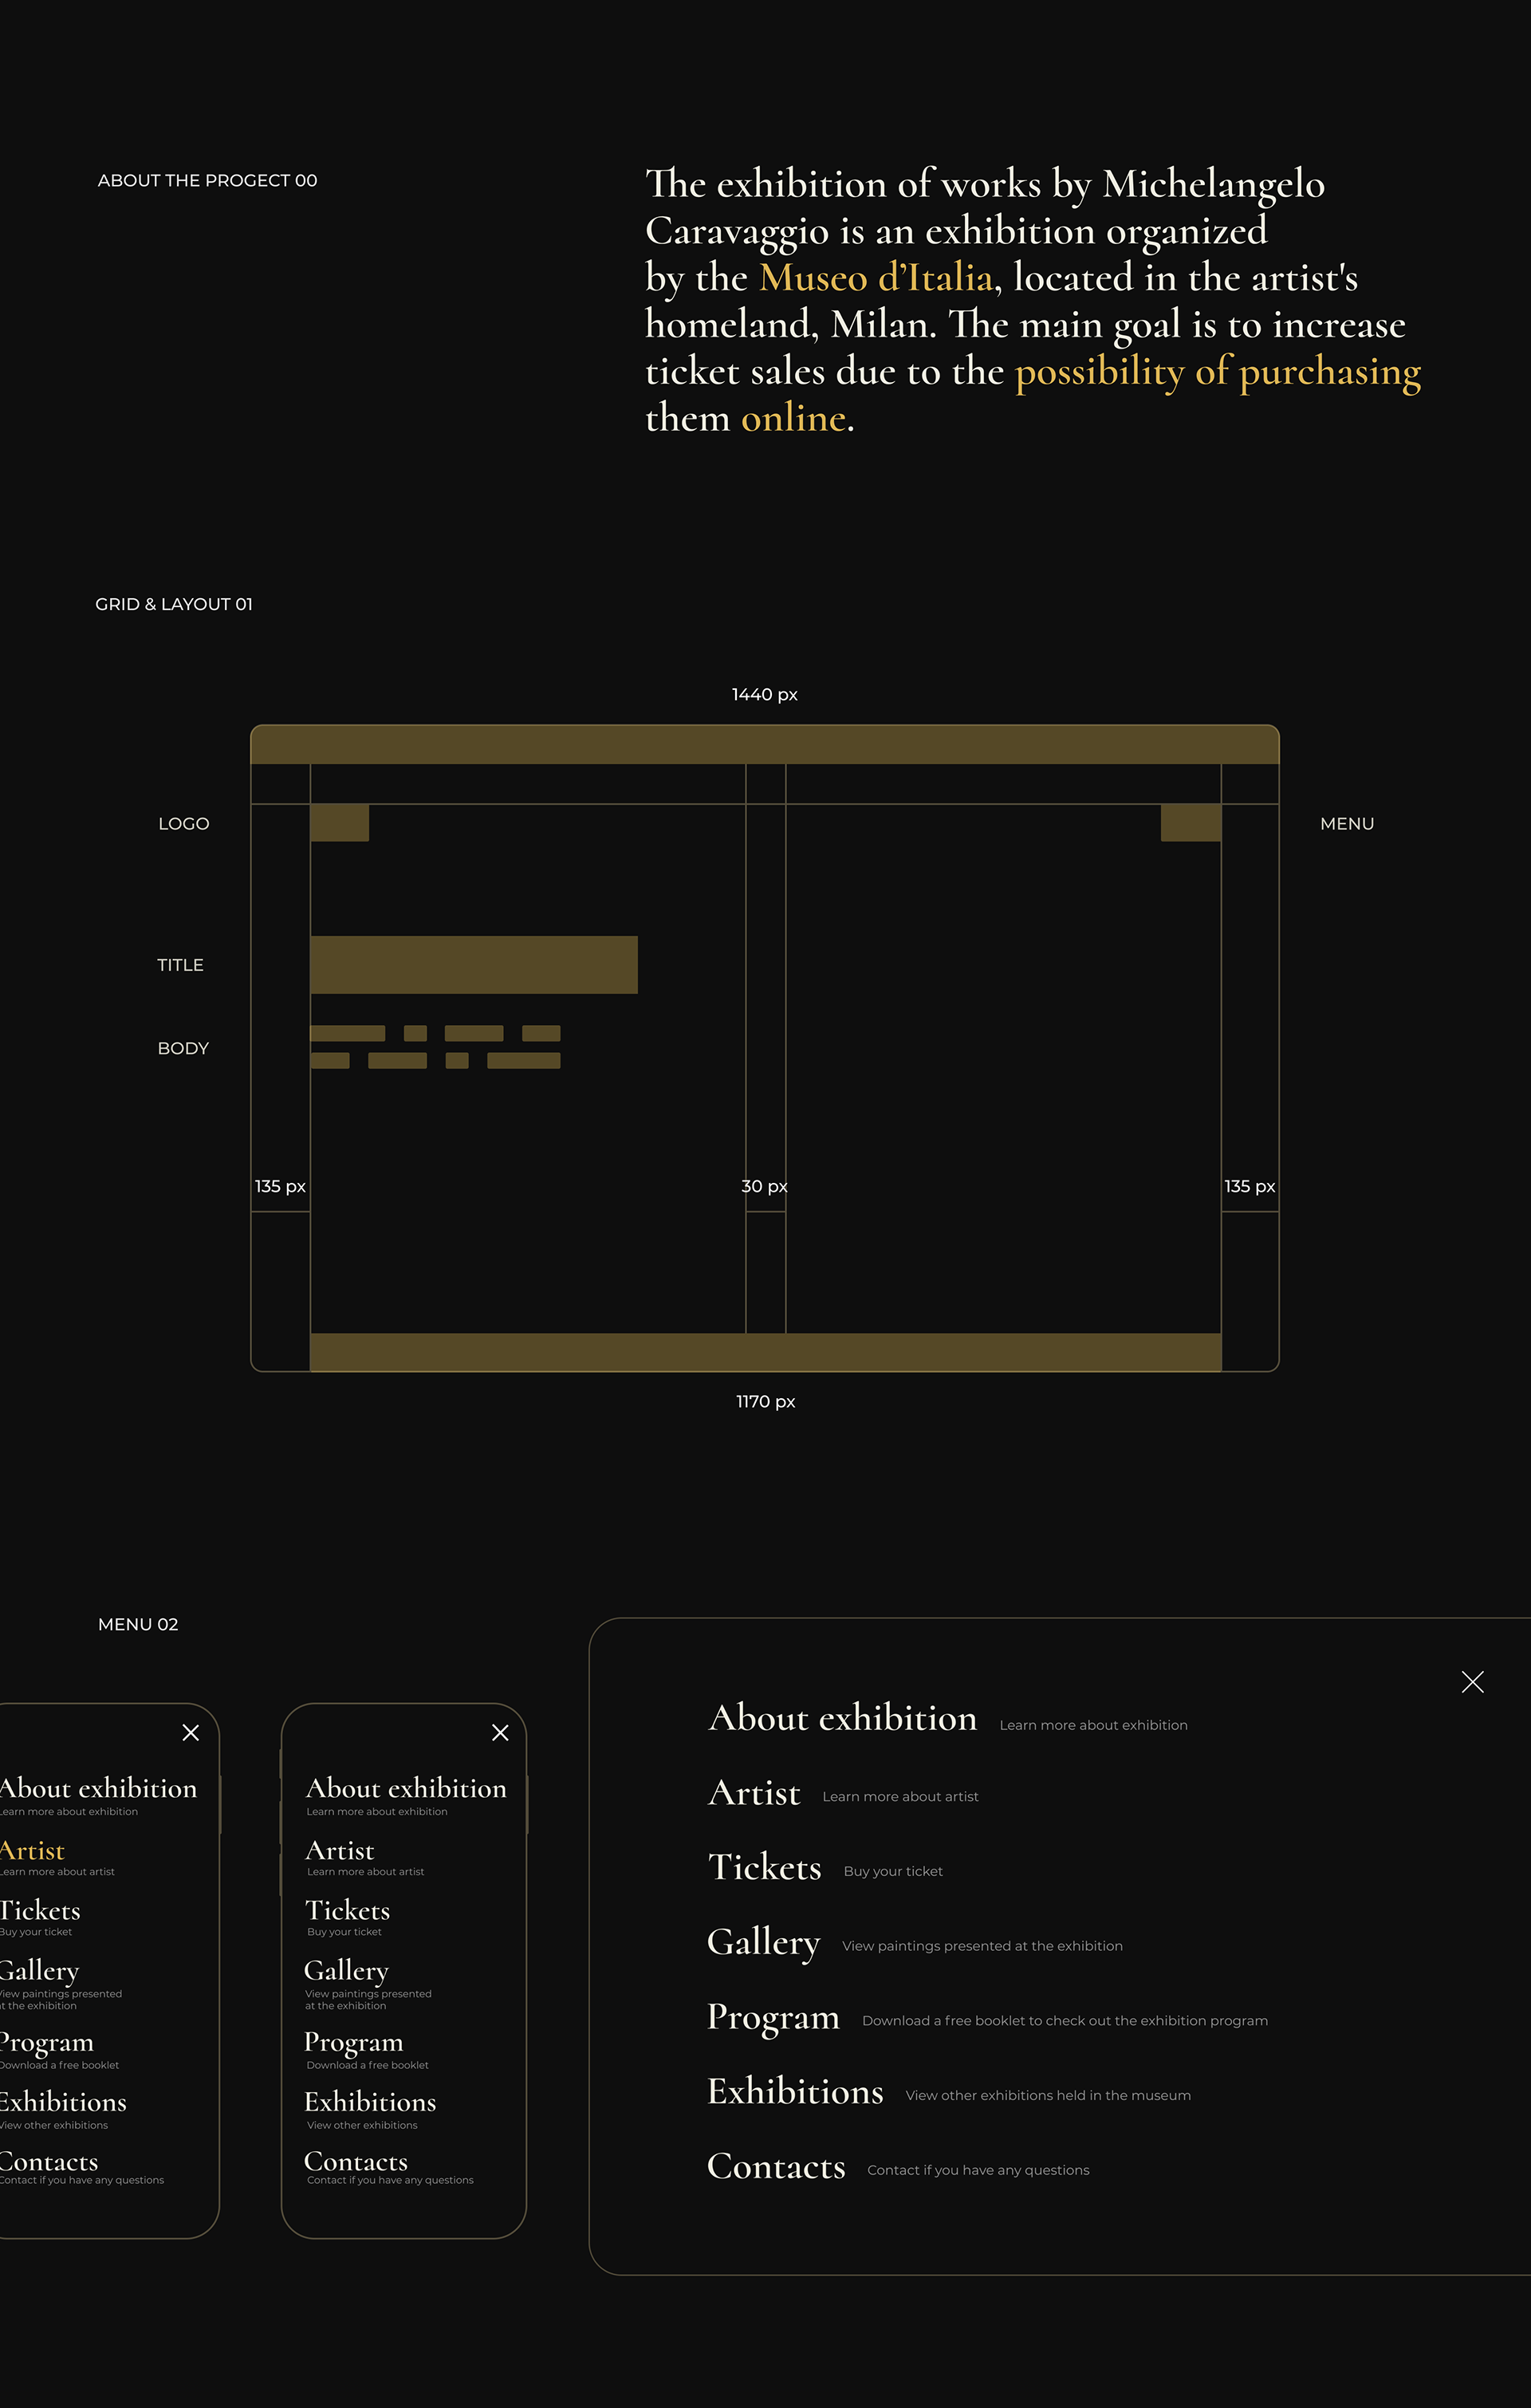 ABOUT THE PROGECT 00
The exhibition of works by Michelangelo
Caravaggio is an exhibition organized
by the Museo d’Italia, located in the artist's
homeland, Milan. The main goal is to increase
ticket sales due to the possibility of purchasing
them online.
GRID & LAYOUT 01
1440 px
LOGO
MENU
TITLE
BODY
135 px
30 px
135 px
1170 px
MENU 02
About exhibition
Learn more about exhibition
Artist
Learn more about artist
Tickets
Buy your ticket
Gallery
View paintings presented
at the exhibition
Program
Download a free booklet
Exhibitions
View other exhibitions
Contacts
Contact if you have any questions
About exhibition
Learn more about exhibition
Artist
Learn more about artist
Tickets
Buy your ticket
Gallery
View paintings presented
at the exhibition
Program
Download a free booklet
Exhibitions
View other exhibitions
Contacts
Contact if you have any questions
About exhibition Learn more about exhibition
Artist Learn more about artist
Tickets Buy your ticket
Gallery View paintings presented at the exhibition
Program Download a free booklet to check out the exhibition program
Exhibitions View other exhibitions held in the museum
Contacts Contact if you have any questions